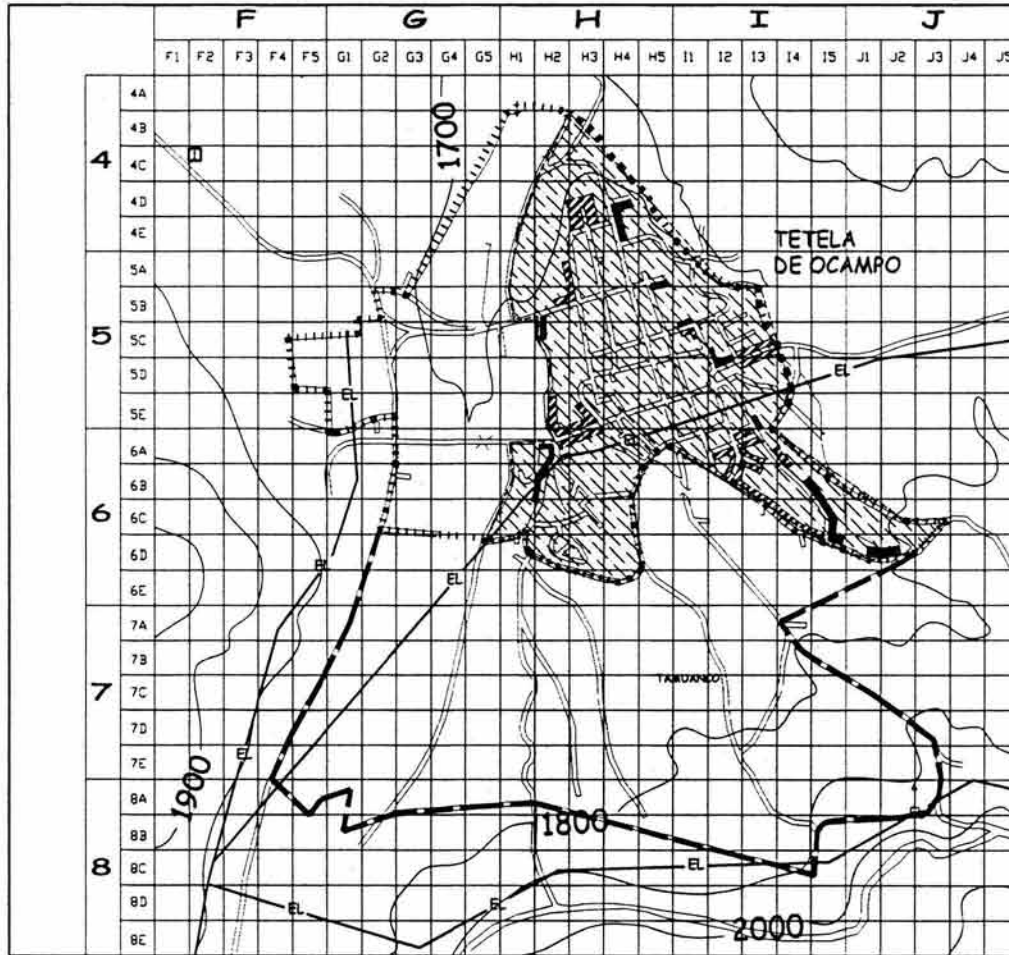 F G H I J
F1 F2 F3 F4 F5 G1 G2 G3 G4 G5 H1 H2 H3 H4 H5 I1 I2 I3 I4 I5 J1 J2 J3 J4 J5
4A
4B
4
4C
4D
4E
1700
TETELA
DE OCAMPO
5A
5B
5
5C
5D
EL
5E
EL
EL
6A
6B
6
6C
6D
EL
EL
6E
7A
7B
7
7C
7D
7E
EL
1900
8A
8B
1800
8
8C
EL
8D
EL
EL
2000
8E